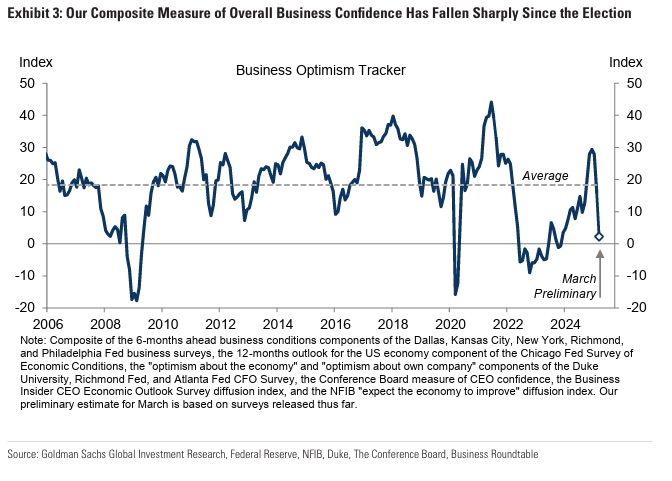 Exhibit 3: Our Composite Measure of Overall Business Confidence Has Fallen Sharply Since the Election
Index Index
Business Optimism Tracker
50 50
40 40
30 30
20 20
Average
10 10
0 0
-10 -10
March
Preliminary
-20 -20
2006 2008 2010 2012 2014 2016 2018 2020 2022 2024
Note: Composite of the 6-months ahead business conditions components of the Dallas, Kansas City, New York, Richmond,
and Philadelphia Fed business surveys, the 12-months outlook for the US economy component of the Chicago Fed Survey of
Economic Conditions, the "optimism about the economy" and "optimism about own company" components of the Duke
University, Richmond Fed, and Atlanta Fed CFO Survey, the Conference Board measure of CEO confidence, the Business
Insider CEO Economic Outlook Survey diffusion index, and the NFIB "expect the economy to improve" diffusion index. Our
preliminary estimate for March is based on surveys released thus far.
Source: Goldman Sachs Global Investment Research, Federal Reserve, NFIB, Duke, The Conference Board, Business Roundtable